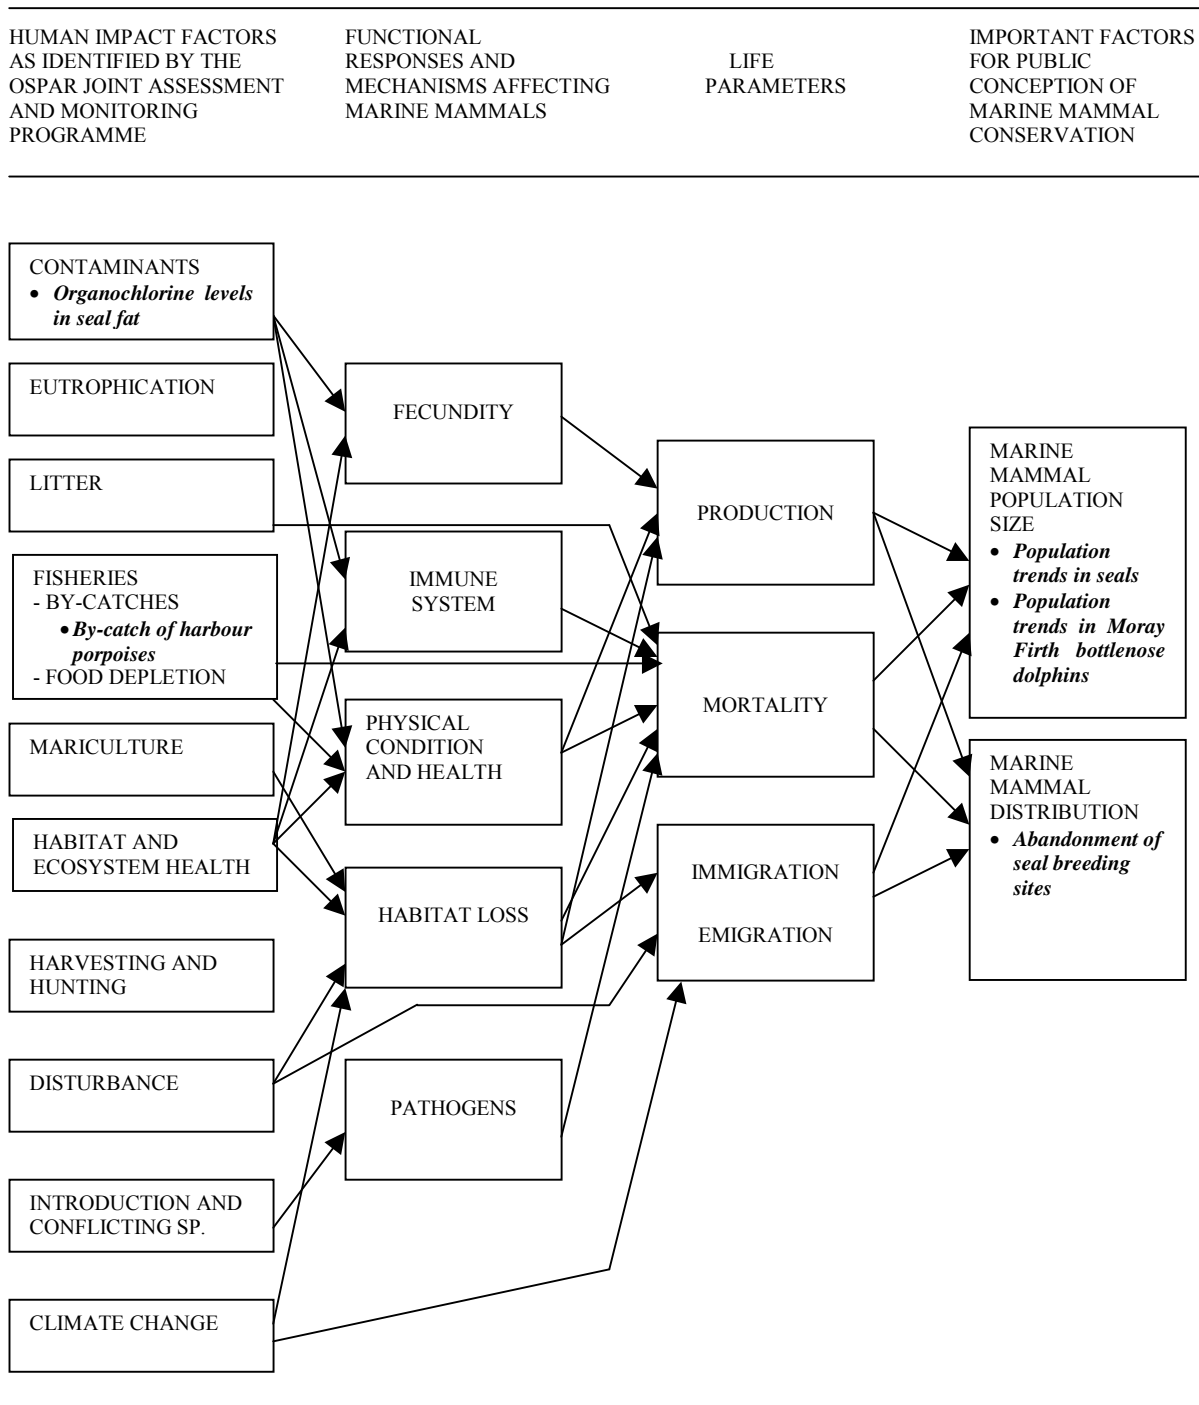 HUMAN IMPACT FACTORS
AS IDENTIFIED BY THE
OSPAR JOINT ASSESSMENT
AND MONITORING
PROGRAMME
FUNCTIONAL
RESPONSES AND
MECHANISMS AFFECTING
MARINE MAMMALS
LIFE
PARAMETERS
IMPORTANT FACTORS
FOR PUBLIC
CONCEPTION OF
MARINE MAMMAL
CONSERVATION
CONTAMINANTS
• Organochlorine levels
in seal fat
EUTROPHICATION
LITTER
FISHERIES
- BY-CATCHES
• By-catch of harbour
porpoises
- FOOD DEPLETION
MARICULTURE
HABITAT AND
ECOSYSTEM HEALTH
HARVESTING AND
HUNTING
DISTURBANCE
INTRODUCTION AND
CONFLICTING SP.
CLIMATE CHANGE
FECUNDITY
IMMUNE
SYSTEM
PHYSICAL
CONDITION
AND HEALTH
HABITAT LOSS
PATHOGENS
PRODUCTION
MORTALITY
IMMIGRATION
EMIGRATION
MARINE
MAMMAL
POPULATION
SIZE
• Population
trends in seals
• Population
trends in Moray
Firth bottlenose
dolphins
MARINE
MAMMAL
DISTRIBUTION
• Abandonment of
seal breeding
sites